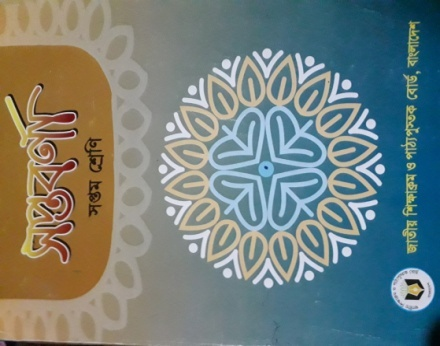 সপ্তবর্ণা
সপ্তম শ্রেণি
জাতীয় শিক্ষাক্রম ও পাঠ্যপুস্তক বোর্ড, বাংলাদেশ